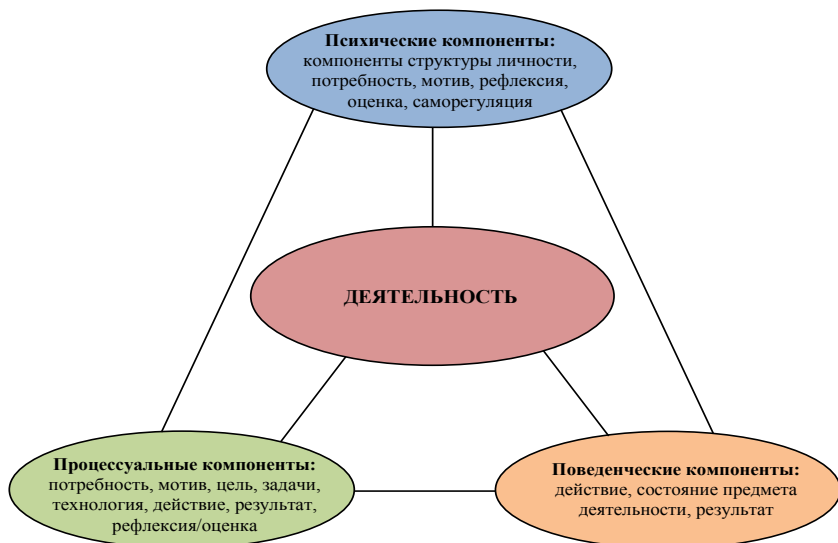 Психические компоненты:
компоненты структуры личности,
потребность, мотив, рефлексия,
оценка, саморегуляция
ДЕЯТЕЛЬНОСТЬ
Процессуальные компоненты:
потребность, мотив, цель, задачи,
технология, действие, результат,
рефлексия/оценка
Поведенческие компоненты:
действие, состояние предмета
деятельности, результат